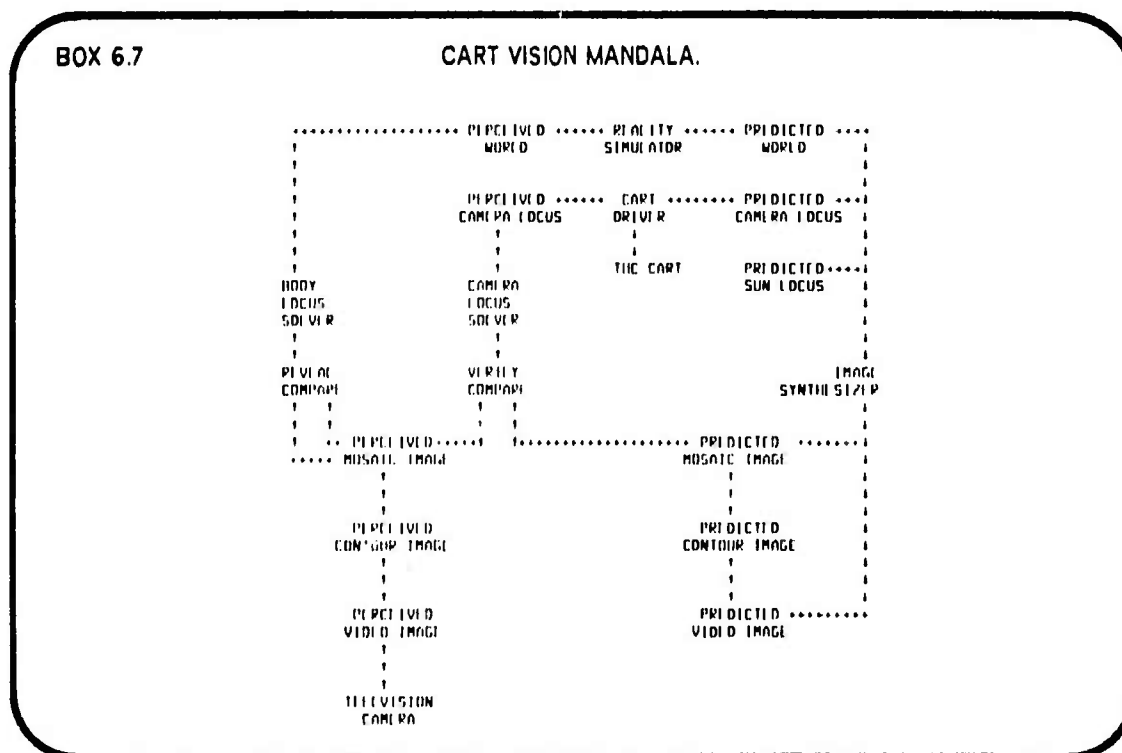 BOX 6.7 CART VISION MANDALA.
PERCEIVED REALITY PREDICTED
WORLD SIMULATOR WORLD
PERCEIVED CART PREDICTED
CAMERA LOCUS DRIVER CAMERA LOCUS
THE CART PREDICTED
SUN LOCUS
BODY CAMERA
LOCUS LOCUS
SOLVER SOLVER
REVEAL VERIFY IMAGE
COMPARE COMPARE SYNTHESIZER
PERCEIVED PREDICTED
MOSAIC IMAGE MOSAIC IMAGE
PERCEIVED PREDICTED
CONTOUR IMAGE CONTOUR IMAGE
PERCEIVED PREDICTED
VIDEO IMAGE VIDEO IMAGE
TELEVISION
CAMERA